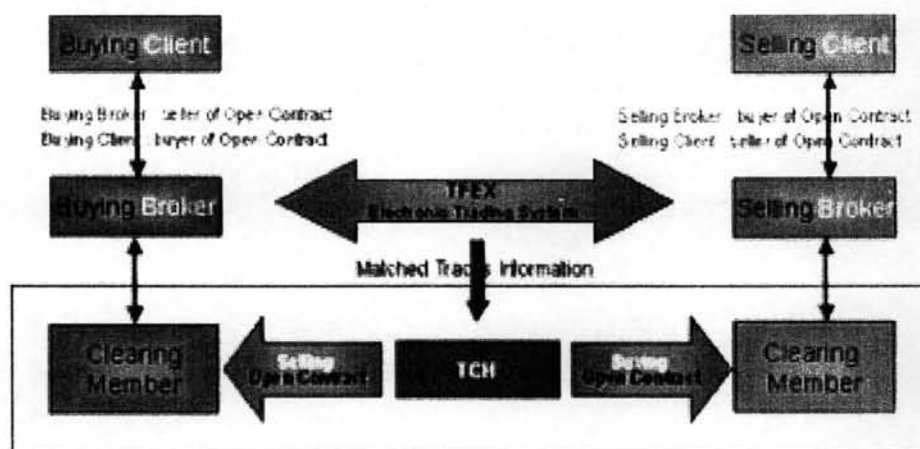 Buying Client
Selling Client
Buying Broker : seller of Open Contract
Buying Client : buyer of Open Contract
Selling Broker : buyer of Open Contract
Selling Client : seller of Open Contract
TFEX
Electronic Trading System
Buying Broker
Selling Broker
Matched Trades Information
Clearing
Member
Selling
Open Contract
TCH
Buying
Open Contract
Clearing
Member